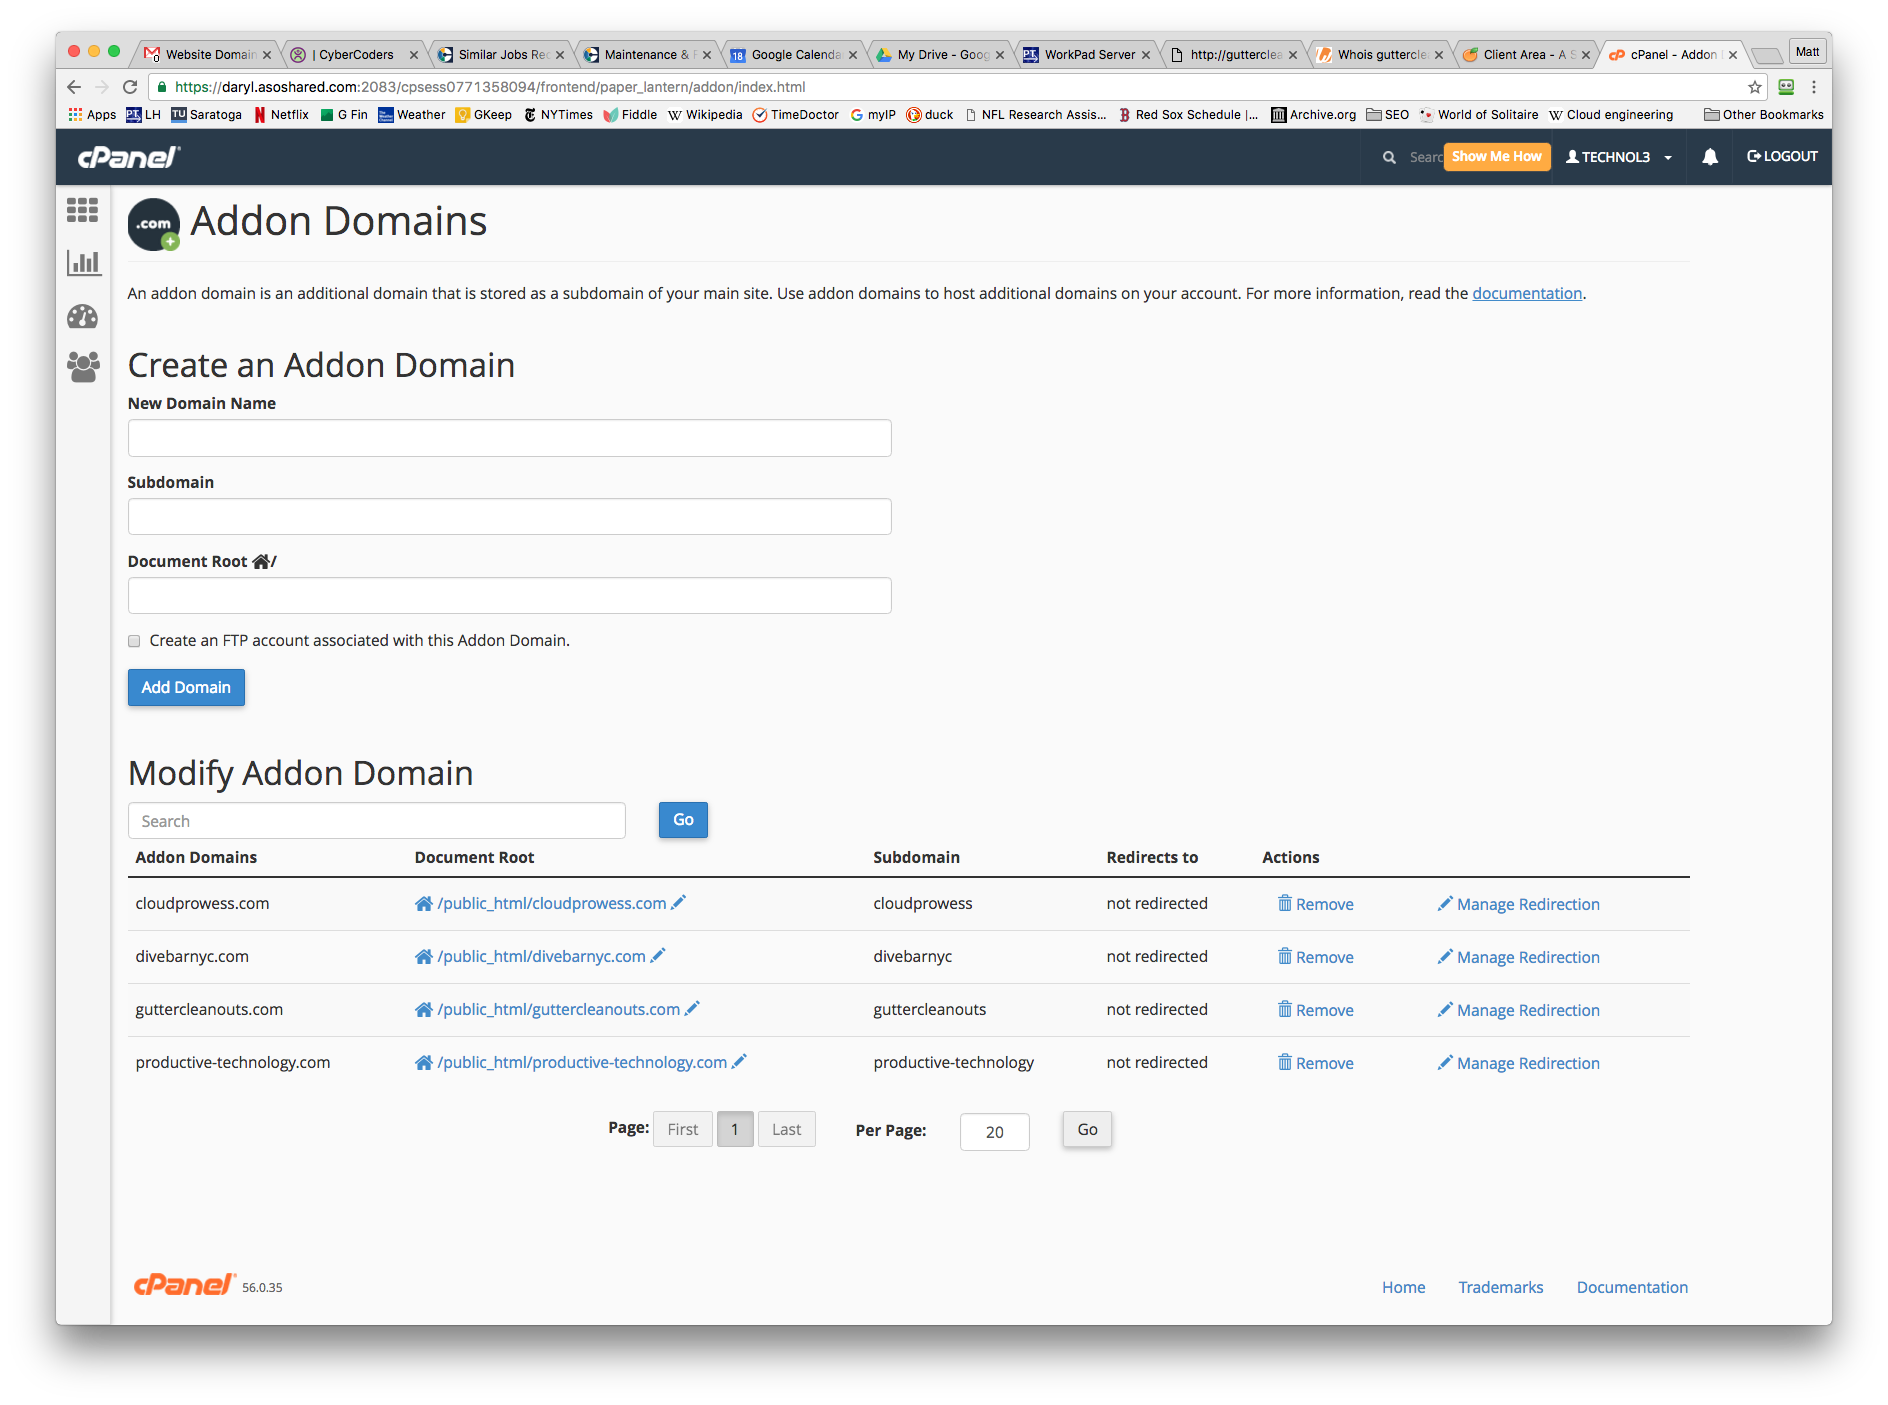 Website Domain | CyberCoders Similar Jobs Rec Maintenance & F Google Calenda My Drive - Goog WorkPad Server http://gutterclea Whois guttercle Client Area - A S cPanel - Addon Matt
https://daryl.asoshared.com:2083/cpsess0771358094/frontend/paper_lantern/addon/index.html
Apps LH Saratoga Netflix G Fin Weather GKeep NYTimes Fiddle Wikipedia TimeDoctor myIP duck NFL Research Assis... Red Sox Schedule |... Archive.org SEO World of Solitaire Cloud engineering Other Bookmarks
cPanel Searc Show Me How TECHNOL3 LOGOUT
.com Addon Domains
An addon domain is an additional domain that is stored as a subdomain of your main site. Use addon domains to host additional domains on your account. For more information, read the documentation.
Create an Addon Domain
New Domain Name
Subdomain
Document Root /
Create an FTP account associated with this Addon Domain.
Add Domain
Modify Addon Domain
Search Go
Addon Domains Document Root Subdomain Redirects to Actions
cloudprowess.com /public_html/cloudprowess.com cloudprowess not redirected Remove Manage Redirection
divebarnyc.com /public_html/divebarnyc.com divebarnyc not redirected Remove Manage Redirection
guttercleanouts.com /public_html/guttercleanouts.com guttercleanouts not redirected Remove Manage Redirection
productive-technology.com /public_html/productive-technology.com productive-technology not redirected Remove Manage Redirection
Page: First 1 Last Per Page: 20 Go
cPanel 56.0.35 Home Trademarks Documentation